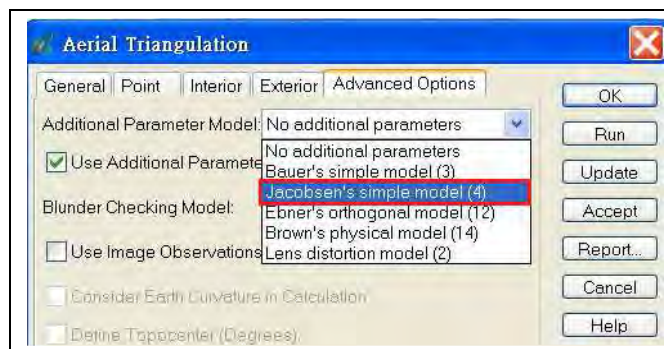 Aerial Triangulation
General Point Interior Exterior Advanced Options
Additional Parameter Model: No additional parameters
No additional parameters
Bauer's simple model (3)
Jacobsen's simple model (4)
Ebner's orthogonal model (12)
Brown's physical model (14)
Lens distortion model (2)
Use Additional Paramete
Blunder Checking Model:
Use Image Observations
Consider Earth Curvature in Calculation
Define Topocenter (Degrees)
OK
Run
Update
Accept
Report...
Cancel
Help